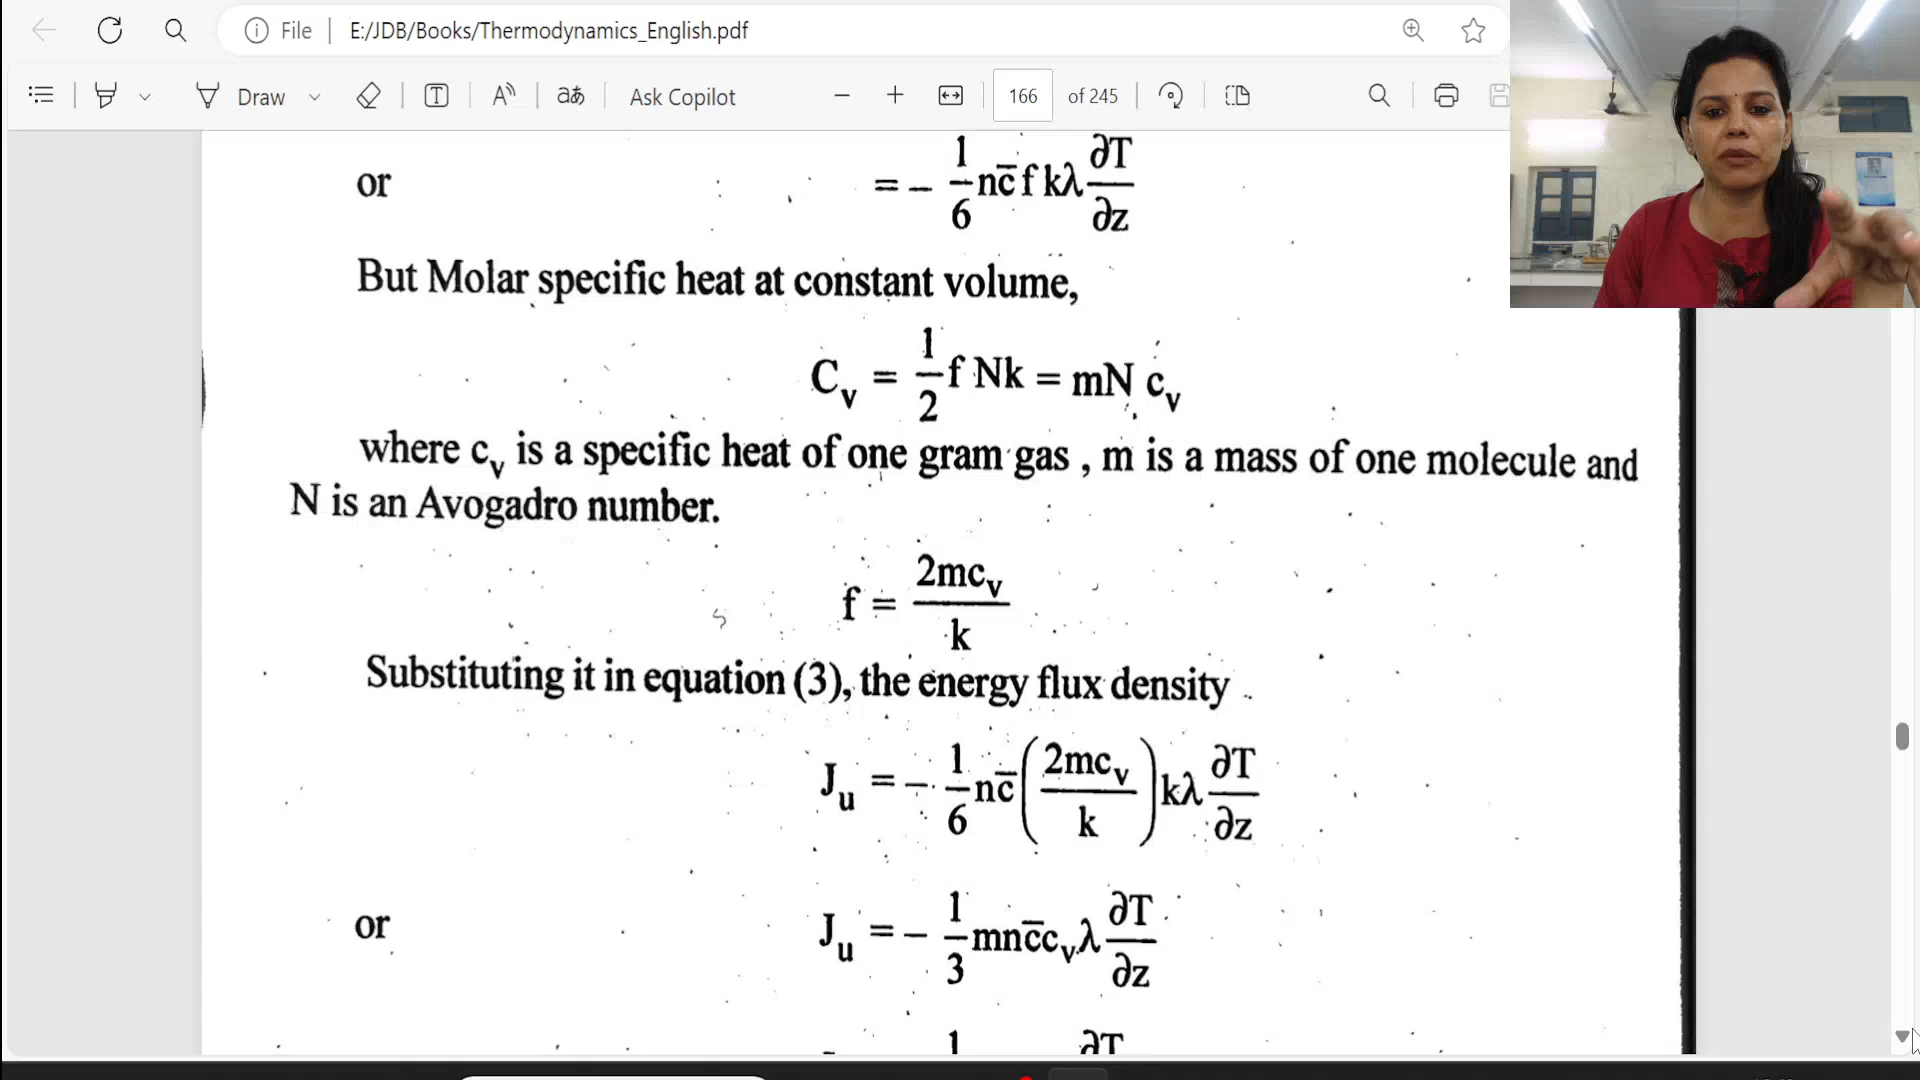 File E:/JDB/Books/Thermodynamics_English.pdf
Draw Ask Copilot 166 of 245
or = − 1/6 nc̄ f kλ ∂T/∂z
But Molar specific heat at constant volume,
C_v = 1/2 f Nk = mN c_v
where c_v is a specific heat of one gram gas , m is a mass of one molecule and
N is an Avogadro number.
f = 2mc_v/k
Substituting it in equation (3), the energy flux density
J_u = − 1/6 nc̄ (2mc_v/k) kλ ∂T/∂z
or J_u = − 1/3 mnc̄c_vλ ∂T/∂z